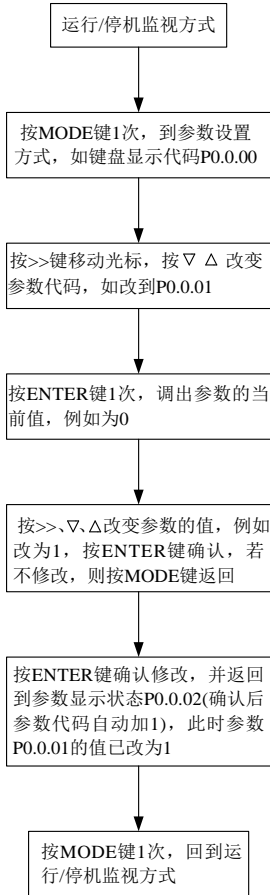 运行/停机监视方式
按MODE键1次，到参数设置
方式，如键盘显示代码P0.0.00
按>>键移动光标，按▽ △ 改变
参数代码，如改到P0.0.01
按ENTER键1次，调出参数的当
前值，例如为0
按>>、▽、△改变参数的值，例如
改为1，按ENTER键确认，若
不修改，则按MODE键返回
按ENTER键确认修改，并返回
到参数显示状态P0.0.02(确认后
参数代码自动加1)，此时参数
P0.0.01的值已改为1
按MODE键1次，回到运
行/停机监视方式